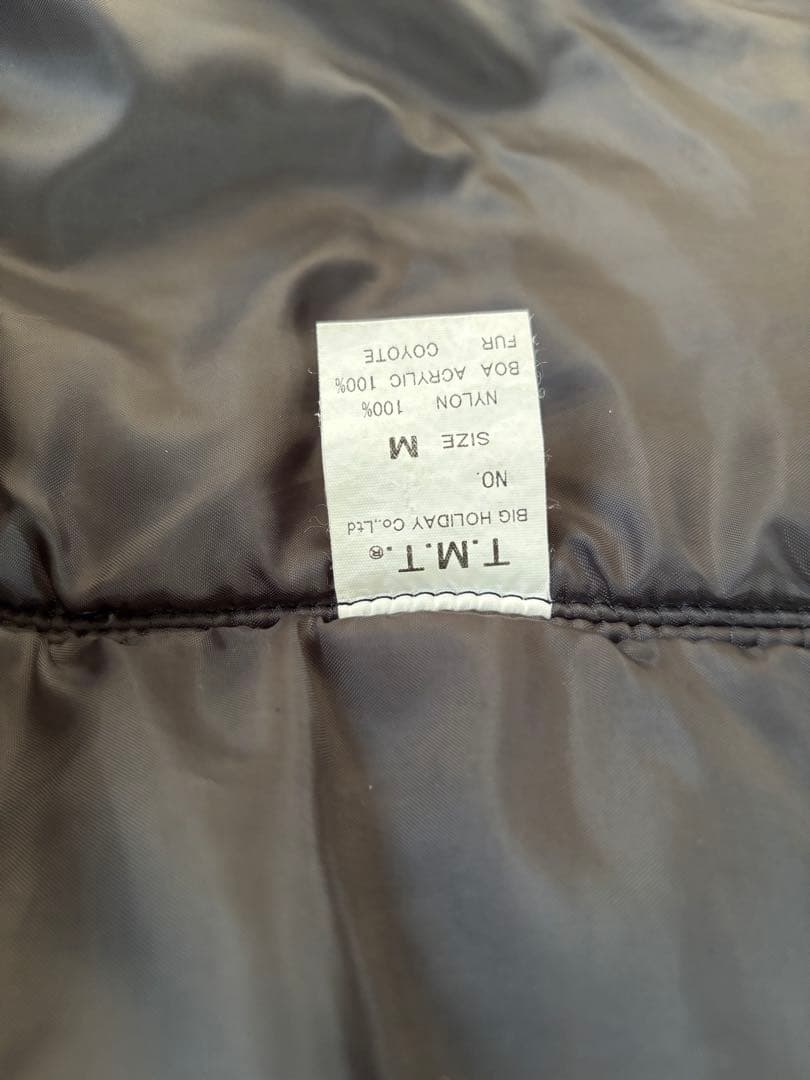 T.M.T.®
BIG HOLIDAY Co.,Ltd
NO.
SIZE M
NYLON 100%
BOA ACRYLIC 100%
FUR COYOTE